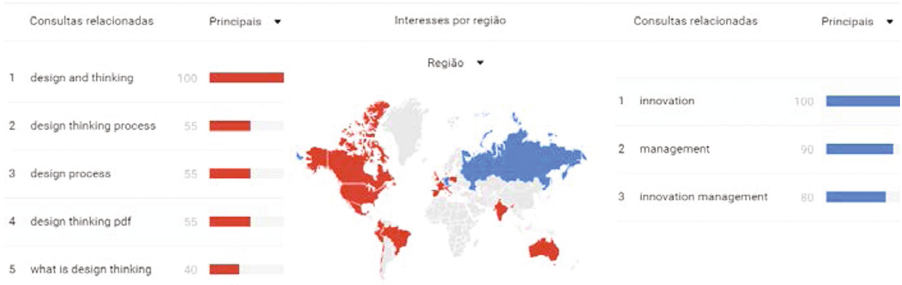 Consultas relacionadas Principais
1 design and thinking 100
2 design thinking process 55
3 design process 55
4 design thinking pdf 55
5 what is design thinking 40
Interesses por região
Região
Consultas relacionadas Principais
1 innovation 100
2 management 90
3 innovation management 80